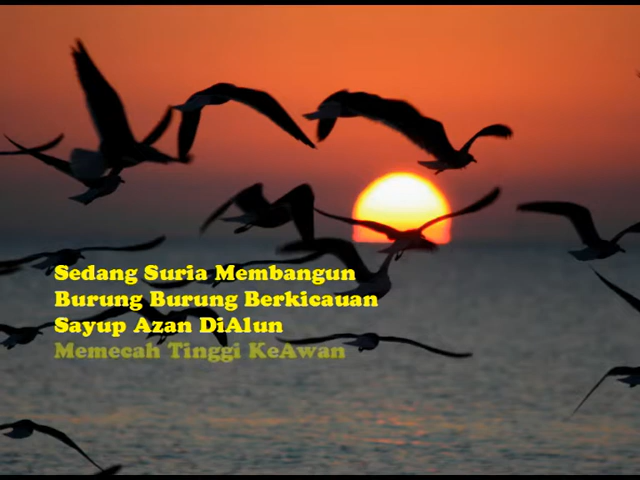 Sedang Suria Membangun
Burung Burung Berkicauan
Sayup Azan DiAlun
Memecah Tinggi KeAwan